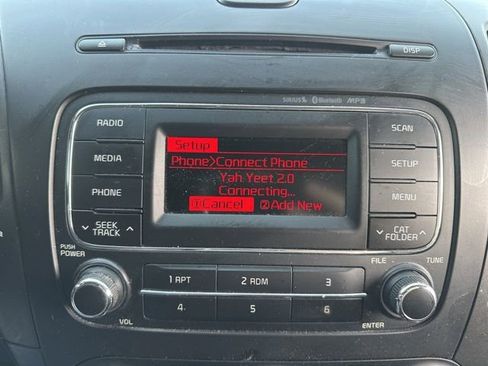 DISP
SIRIUS Bluetooth MP3
RADIO
MEDIA
PHONE
SEEK
TRACK
PUSH
POWER
VOL
Setup
Phone>Connect Phone
Yah Yeet 2.0
Connecting...
①Cancel ②Add New
SCAN
SETUP
MENU
CAT
FOLDER
FILE
TUNE
ENTER
1 RPT
2 RDM
3
4
5
6